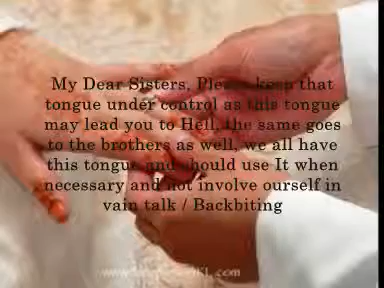 My Dear Sisters, Please keep that
tongue under control as this tongue
may lead you to Hell, the same goes
to the brothers as well, we all have
this tongue and should use It when
necessary and not involve ourself in
vain talk / Backbiting